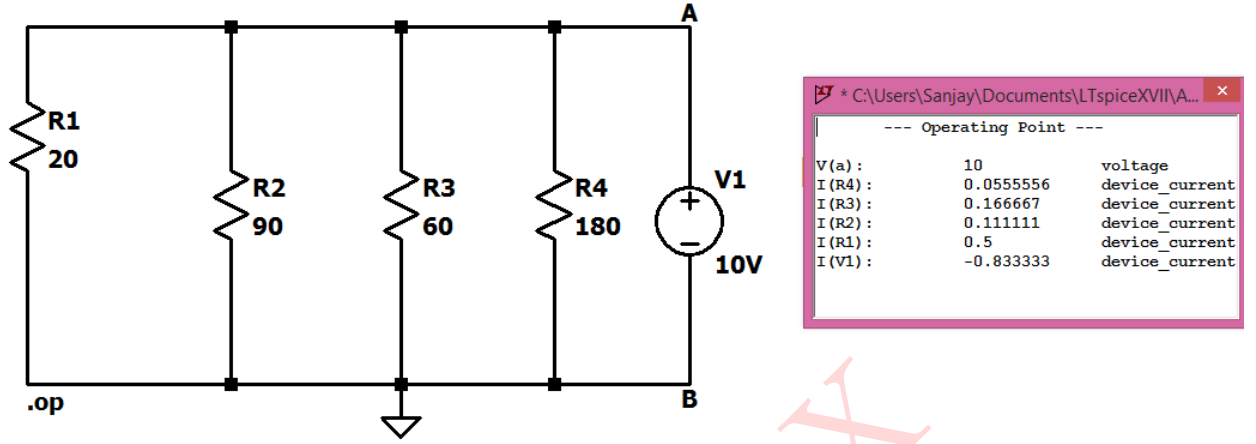 A
R1
20
R2
90
R3
60
R4
180
V1
10V
B
.op
* C:\Users\Sanjay\Documents\LTspiceXVII\A...
--- Operating Point ---
V(a): 10 voltage
I(R4): 0.0555556 device_current
I(R3): 0.166667 device_current
I(R2): 0.111111 device_current
I(R1): 0.5 device_current
I(V1): -0.833333 device_current
X